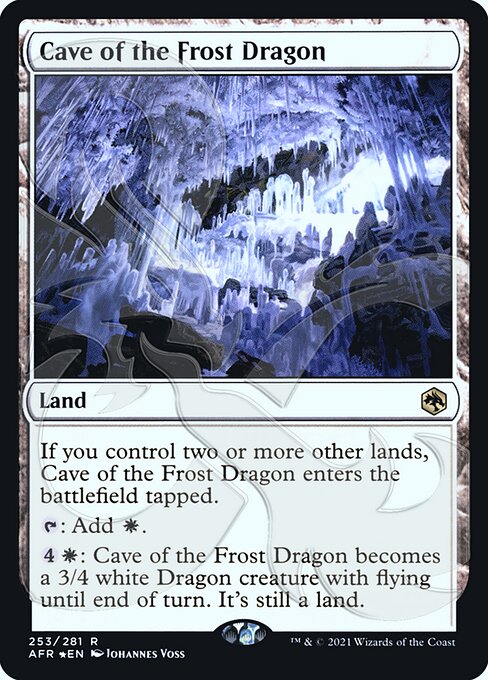 Cave of the Frost Dragon
Land
If you control two or more other lands,
Cave of the Frost Dragon enters the
battlefield tapped.
: Add .
4 : Cave of the Frost Dragon becomes
a 3/4 white Dragon creature with flying
until end of turn. It's still a land.
253/281 R
™ & © 2021 Wizards of the Coast
AFR ★ EN Johannes Voss